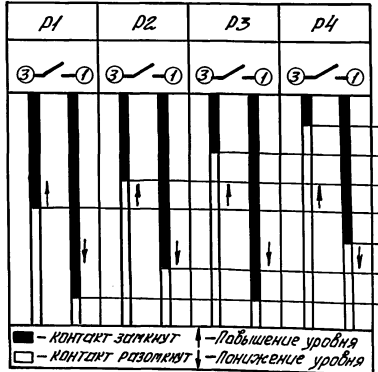 Р1 Р2 Р3 Р4
3 1 3 1 3 1 3 1
- контакт замкнут - Повышение уровня
- контакт разомкнут - Понижение уровня